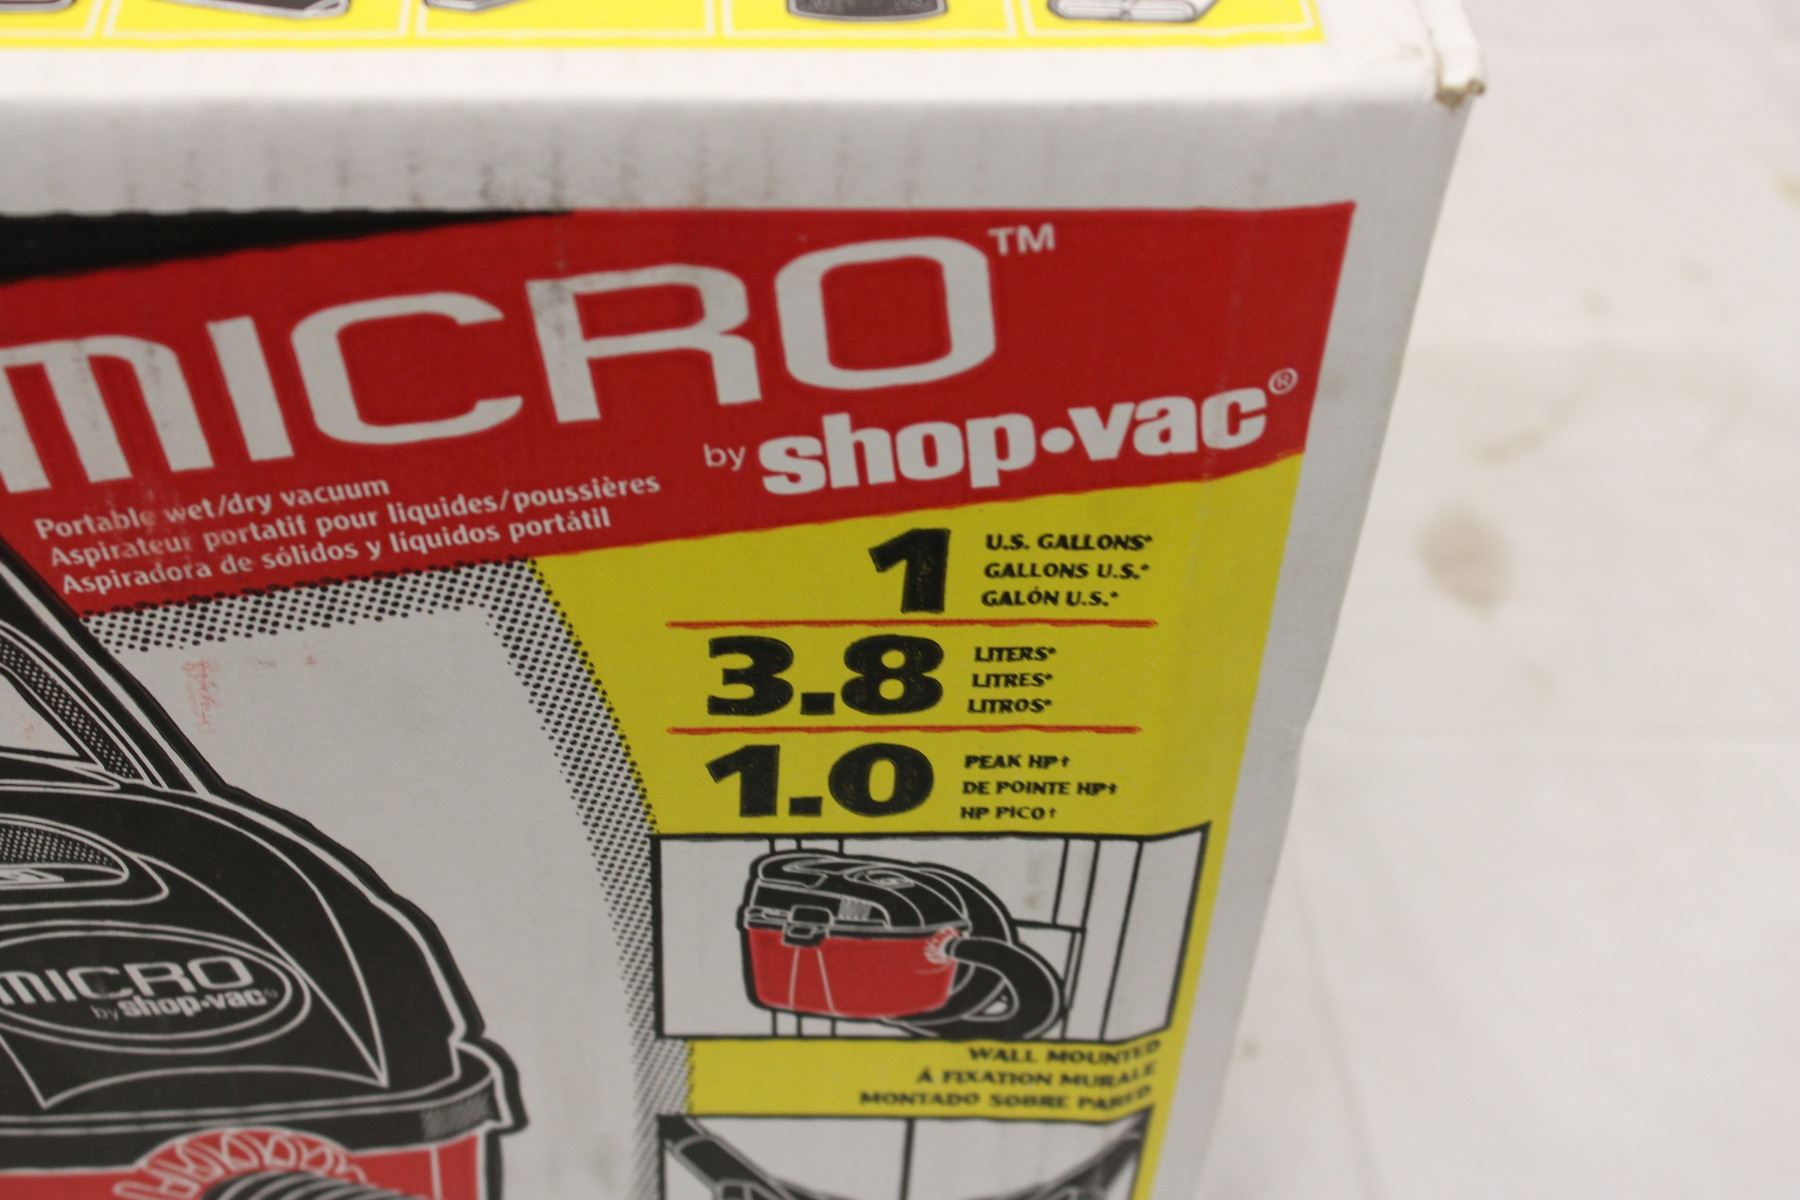 MICRO™
by shop•vac®
Portable wet/dry vacuum
Aspirateur portatif pour liquides/poussières
Aspiradora de sólidos y líquidos portátil
1 U.S. GALLONS*
GALLONS U.S.*
GALÓN U.S.*
3.8 LITERS*
LITRES*
LITROS*
1.0 PEAK HP†
DE POINTE HP†
HP PICO†
MICRO
by shop•vac®
WALL MOUNTED
À FIXATION MURALE
MONTADO SOBRE PARED